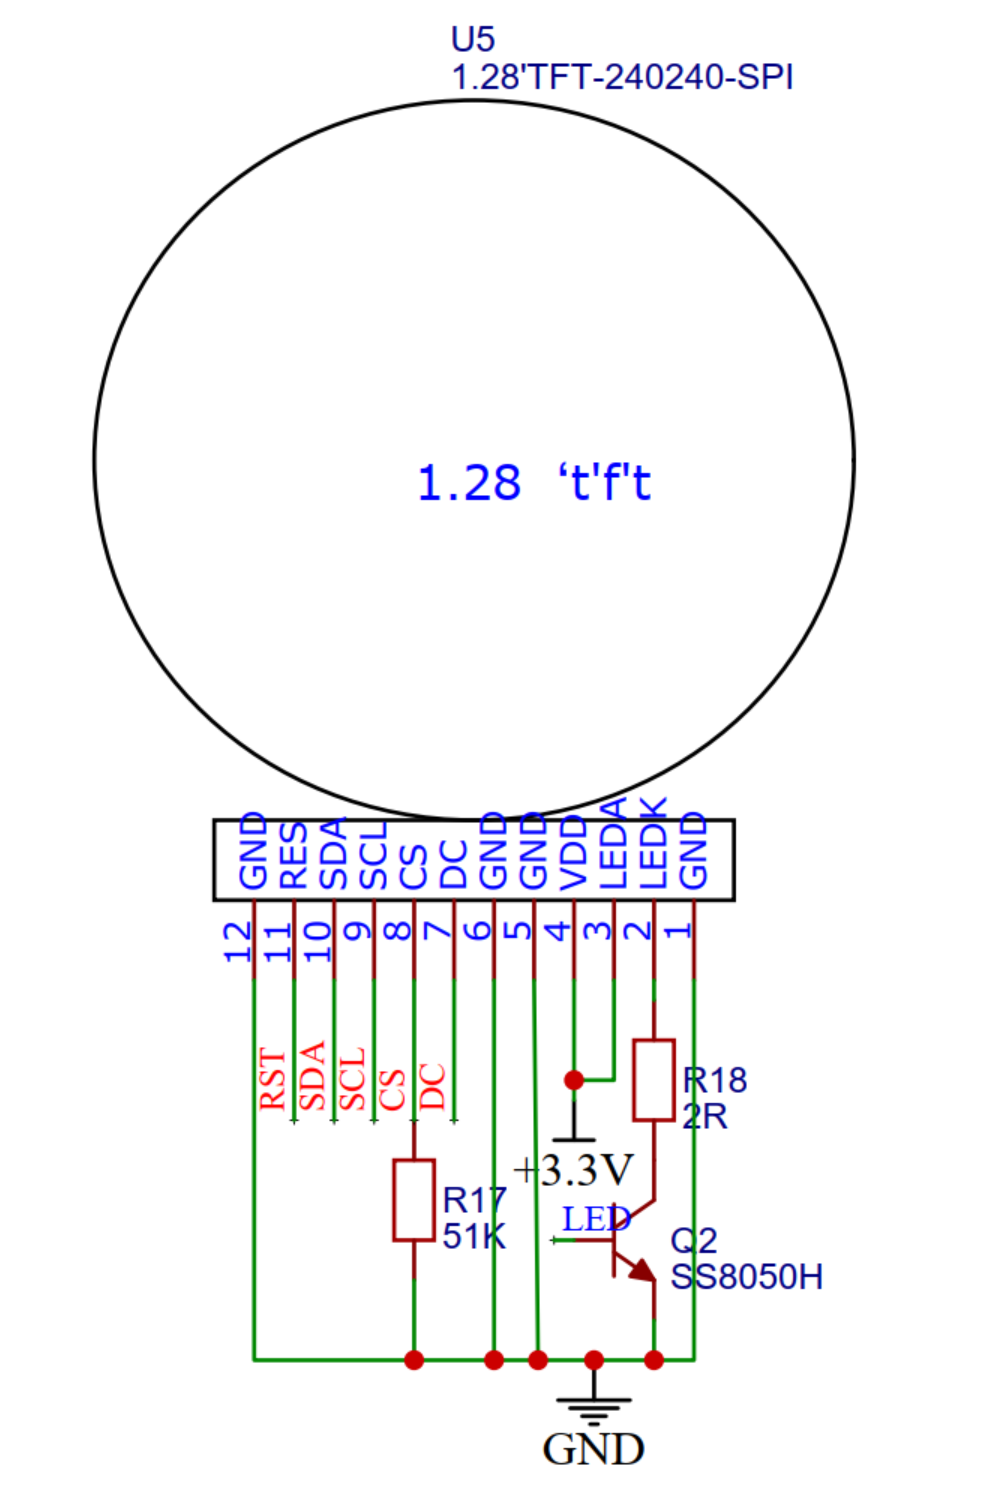 U5
1.28'TFT-240240-SPI
1.28 ‘t'f't
GND RES SDA SCL CS DC GND GND VDD LEDA LEDK GND
12 11 10 9 8 7 6 5 4 3 2 1
RST SDA SCL CS DC
R18
2R
+3.3V
R17
51K
LED
Q2
SS8050H
GND